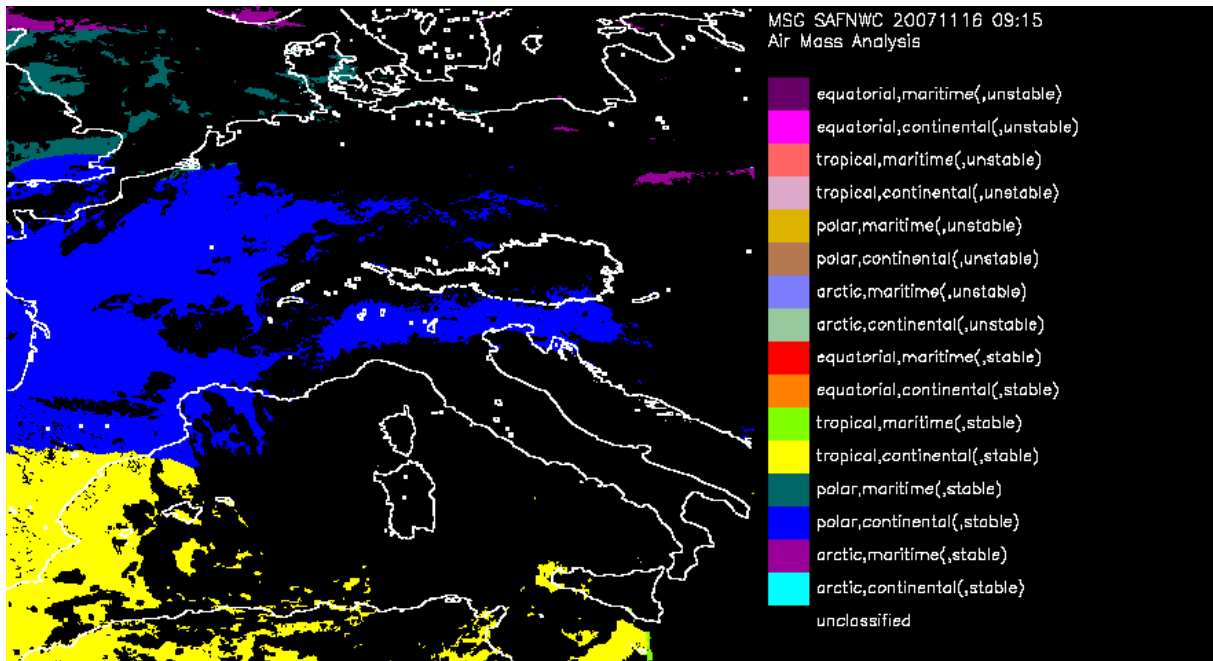 MSG SAFNWC 20071116 09:15
Air Mass Analysis
equatorial,maritime(,unstable)
equatorial,continental(,unstable)
tropical,maritime(,unstable)
tropical,continental(,unstable)
polar,maritime(,unstable)
polar,continental(,unstable)
arctic,maritime(,unstable)
arctic,continental(,unstable)
equatorial,maritime(,stable)
equatorial,continental(,stable)
tropical,maritime(,stable)
tropical,continental(,stable)
polar,maritime(,stable)
polar,continental(,stable)
arctic,maritime(,stable)
arctic,continental(,stable)
unclassified